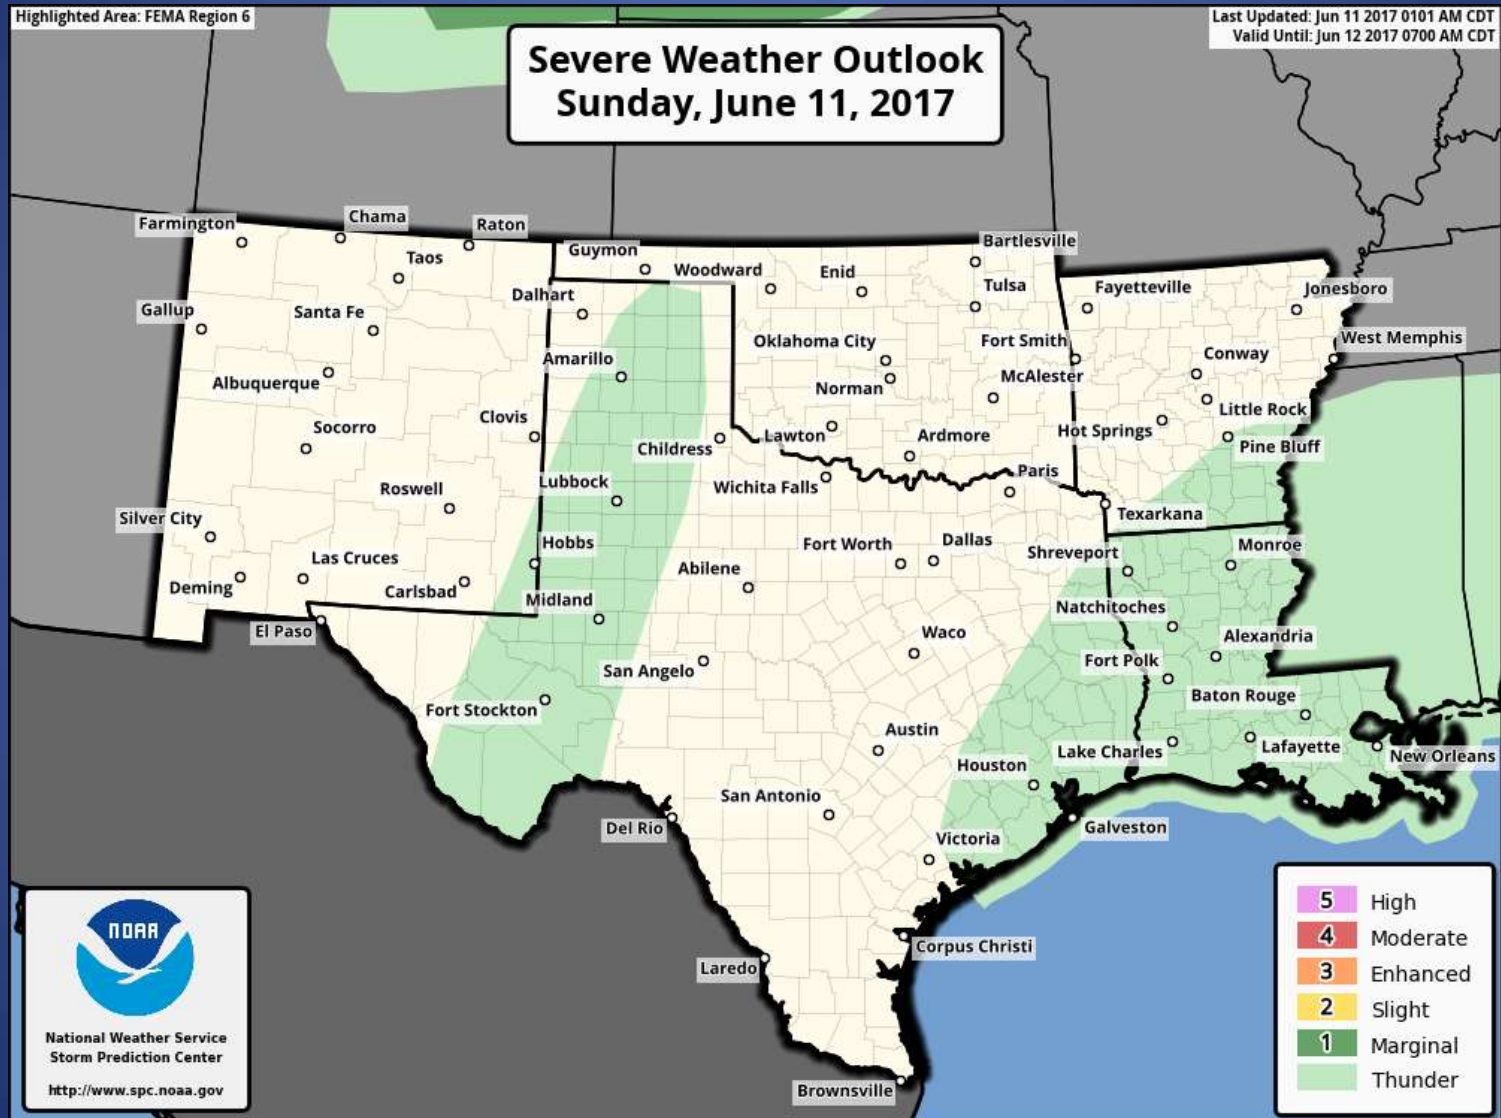 Highlighted Area: FEMA Region 6
Last Updated: Jun 11 2017 0101 AM CDT
Valid Until: Jun 12 2017 0700 AM CDT
Severe Weather Outlook
Sunday, June 11, 2017
Farmington
Chama
Raton
Taos
Guymon
Woodward
Enid
Bartlesville
Tulsa
Dalhart
Fayetteville
Jonesboro
Gallup
Santa Fe
Oklahoma City
Fort Smith
West Memphis
Amarillo
Conway
Albuquerque
Norman
McAlester
Clovis
Little Rock
Socorro
Childress
Lawton
Ardmore
Hot Springs
Pine Bluff
Lubbock
Paris
Roswell
Wichita Falls
Silver City
Texarkana
Las Cruces
Hobbs
Fort Worth
Dallas
Shreveport
Monroe
Deming
Carlsbad
Midland
Abilene
Natchitoches
El Paso
Waco
Alexandria
San Angelo
Fort Polk
Fort Stockton
Baton Rouge
Austin
Houston
Lake Charles
Lafayette
New Orleans
San Antonio
Del Rio
Victoria
Galveston
Corpus Christi
Laredo
Brownsville
NOAA
National Weather Service
Storm Prediction Center
http://www.spc.noaa.gov
5 High
4 Moderate
3 Enhanced
2 Slight
1 Marginal
Thunder